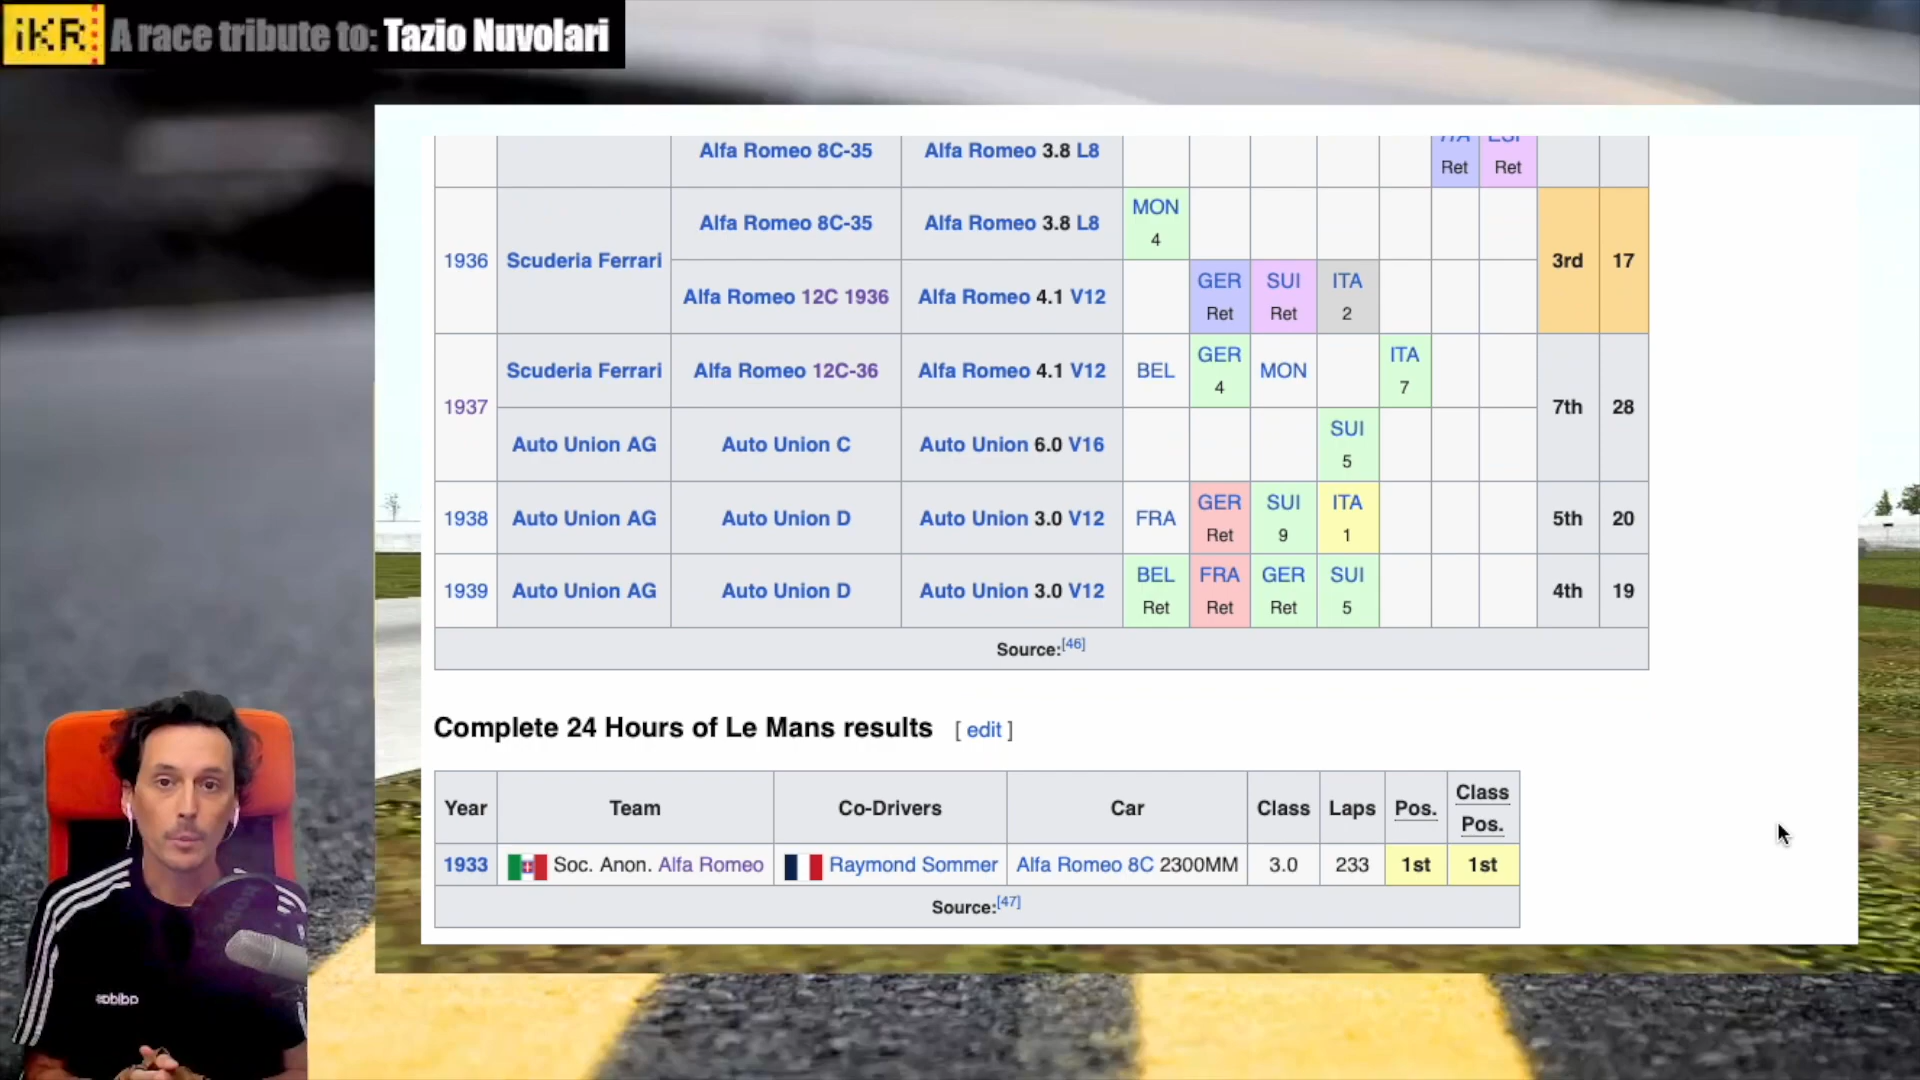 iKR: A race tribute to: Tazio Nuvolari
Alfa Romeo 8C-35 Alfa Romeo 3.8 L8 ITA Ret ESP Ret
1936 Scuderia Ferrari Alfa Romeo 8C-35 Alfa Romeo 3.8 L8 MON 4 3rd 17
Alfa Romeo 12C 1936 Alfa Romeo 4.1 V12 GER Ret SUI Ret ITA 2
1937 Scuderia Ferrari Alfa Romeo 12C-36 Alfa Romeo 4.1 V12 BEL GER 4 MON ITA 7 7th 28
Auto Union AG Auto Union C Auto Union 6.0 V16 SUI 5
1938 Auto Union AG Auto Union D Auto Union 3.0 V12 FRA GER Ret SUI 9 ITA 1 5th 20
1939 Auto Union AG Auto Union D Auto Union 3.0 V12 BEL Ret FRA Ret GER Ret SUI 5 4th 19
Source:[46]
Complete 24 Hours of Le Mans results [ edit ]
Year Team Co-Drivers Car Class Laps Pos. Class Pos.
1933 Soc. Anon. Alfa Romeo Raymond Sommer Alfa Romeo 8C 2300MM 3.0 233 1st 1st
Source:[47]
adidas